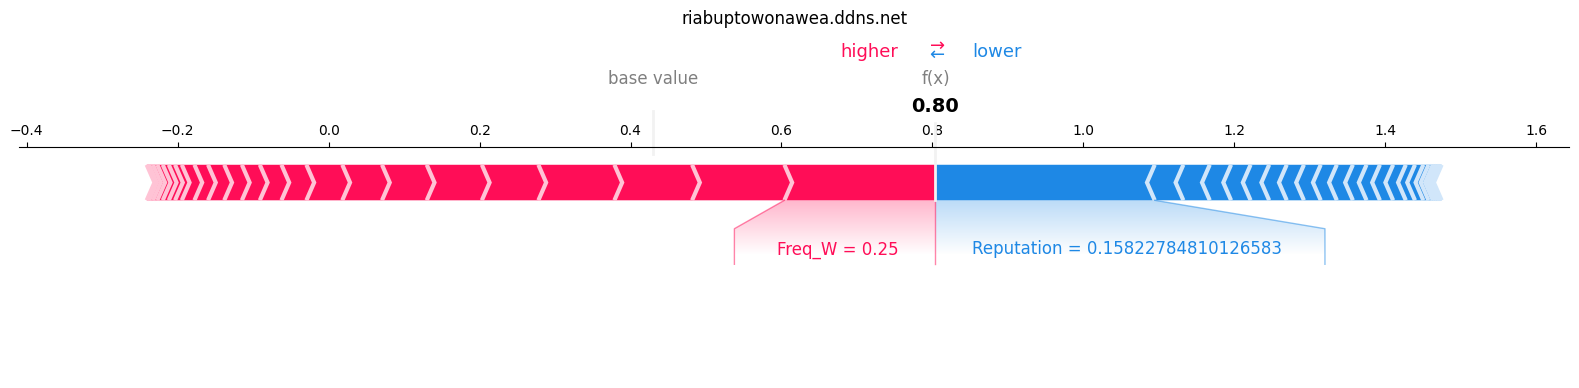 riabuptowonawea.ddns.net
higher ⇄ lower
base value f(x)
0.80
−0.4 −0.2 0.0 0.2 0.4 0.6 0.8 1.0 1.2 1.4 1.6
Freq_W = 0.25 Reputation = 0.15822784810126583